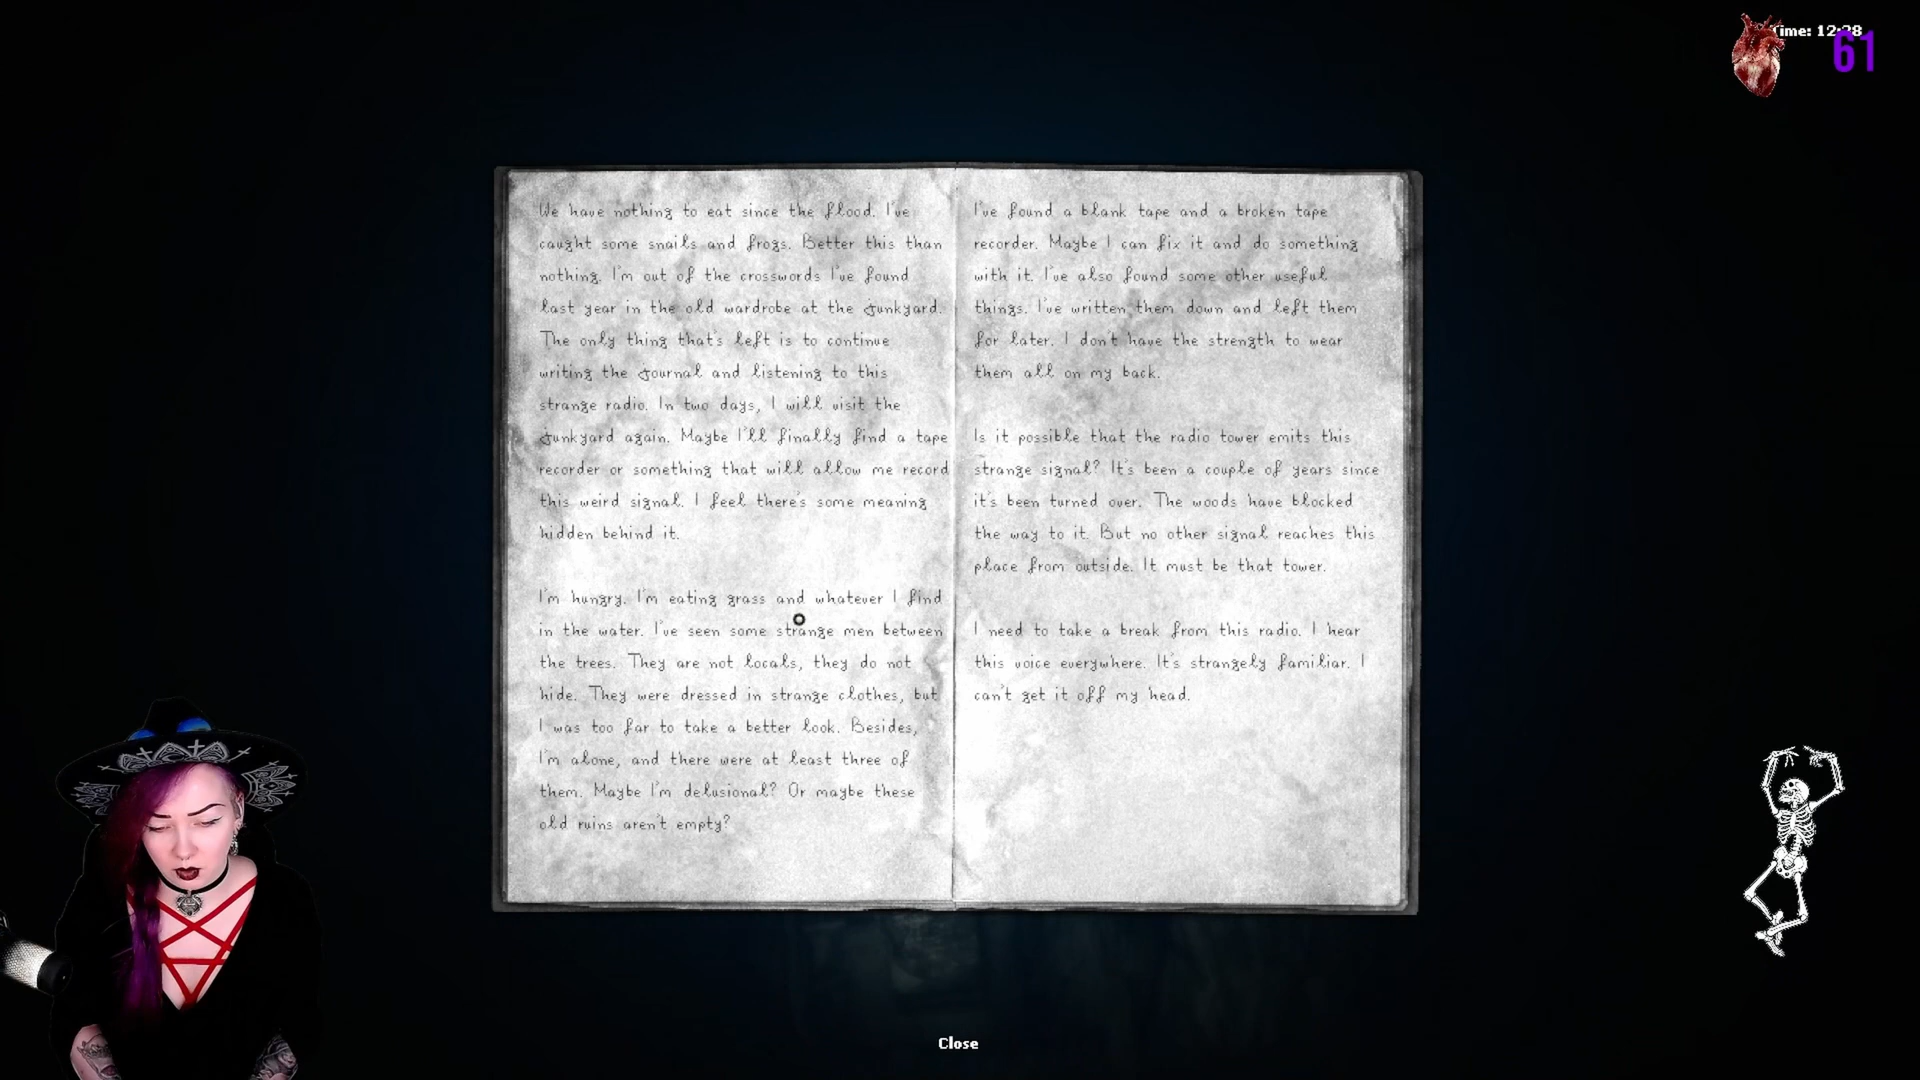 Time: 12:28
61
We have nothing to eat since the flood. I've
caught some snails and frogs. Better this than
nothing. I'm out of the crosswords I've found
last year in the old wardrobe at the junkyard.
The only thing that's left is to continue
writing the journal and listening to this
strange radio. In two days, I will visit the
junkyard again. Maybe I'll finally find a tape
recorder or something that will allow me record
this weird signal. I feel there's some meaning
hidden behind it.
I'm hungry. I'm eating grass and whatever I find
in the water. I've seen some strange men between
the trees. They are not locals, they do not
hide. They were dressed in strange clothes, but
I was too far to take a better look. Besides,
I'm alone, and there were at least three of
them. Maybe I'm delusional? Or maybe these
old ruins aren't empty?
I've found a blank tape and a broken tape
recorder. Maybe I can fix it and do something
with it. I've also found some other useful
things. I've written them down and left them
for later. I don't have the strength to wear
them all on my back.
Is it possible that the radio tower emits this
strange signal? It's been a couple of years since
it's been turned over. The woods have blocked
the way to it. But no other signal reaches this
place from outside. It must be that tower.
I need to take a break from this radio. I hear
this voice everywhere. It's strangely familiar. I
can't get it off my head.
Close